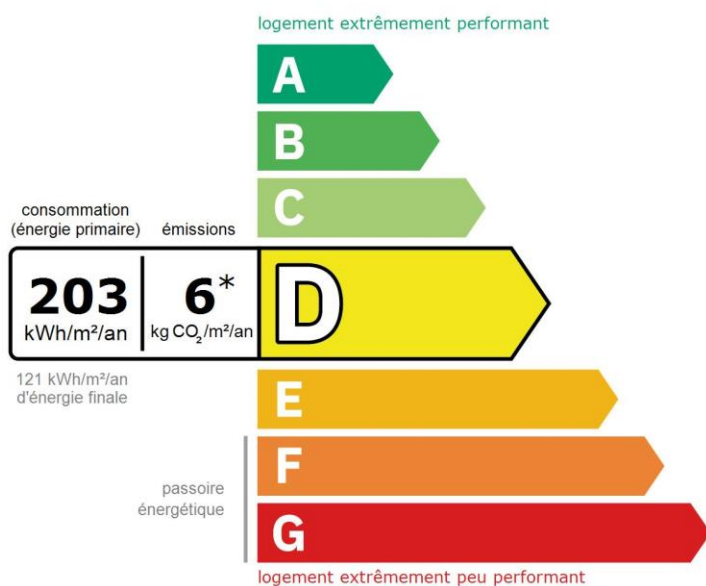 logement extrêmement performant
A
B
C
consommation
(énergie primaire)
émissions
203
kWh/m²/an
6*
kg CO₂/m²/an
D
121 kWh/m²/an
d'énergie finale
E
F
passoire
énergétique
G
logement extrêmement peu performant